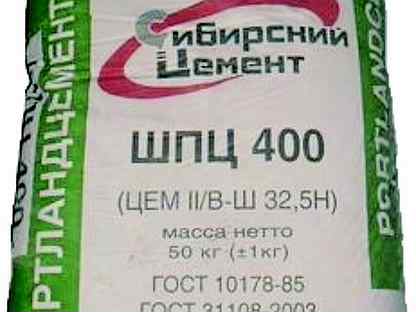 Сибирский
Цемент
ШПЦ 400
(ЦЕМ II/В-Ш 32,5Н)
масса нетто
50 кг (±1кг)
ГОСТ 10178-85
ГОСТ 31108-2003
РТЛАНДЦЕМЕНТ
PORTLANDC